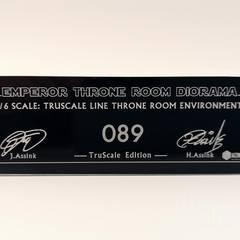 EMPEROR THRONE ROOM DIORAMA
1/6 SCALE: TRUSCALE LINE THRONE ROOM ENVIRONMENT
089
J.Assink
TruScale Edition
H.Assink